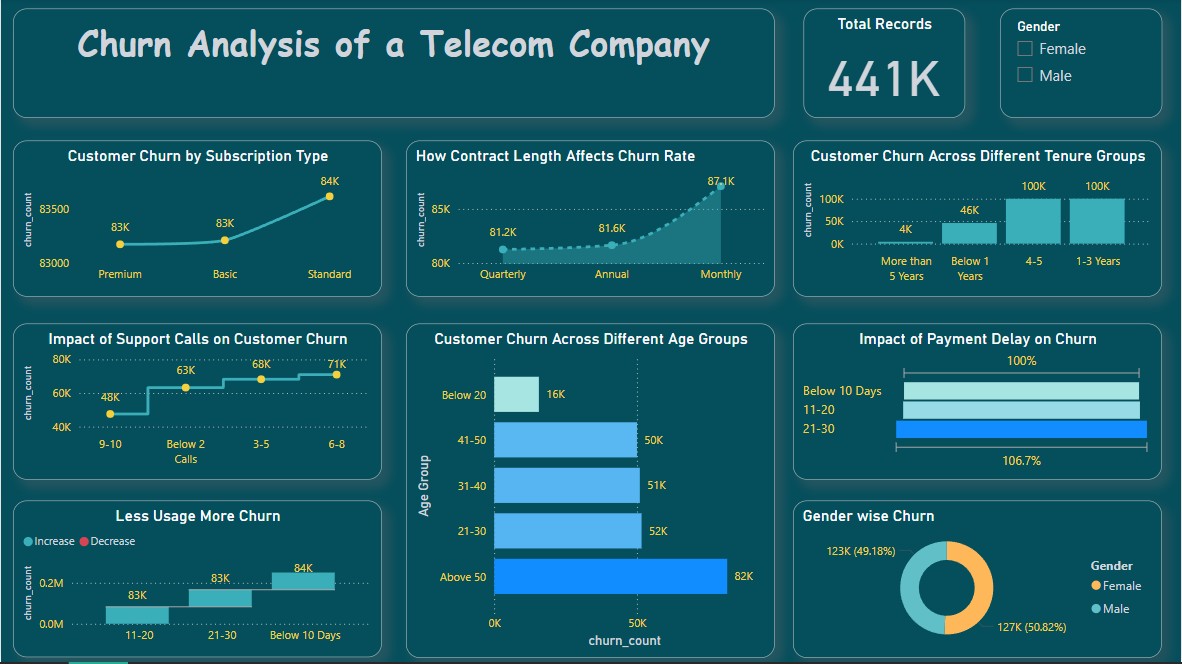 Churn Analysis of a Telecom Company
Total Records
441K
Gender
Female
Male
Customer Churn by Subscription Type
churn_count
83500
83000
83K
83K
84K
Premium
Basic
Standard
How Contract Length Affects Churn Rate
churn_count
85K
80K
81.2K
81.6K
87.1K
Quarterly
Annual
Monthly
Customer Churn Across Different Tenure Groups
churn_count
100K
50K
0K
4K
46K
100K
100K
More than
5 Years
Below 1
Years
4-5
1-3 Years
Impact of Support Calls on Customer Churn
churn_count
80K
60K
40K
48K
63K
68K
71K
9-10
Below 2
Calls
3-5
6-8
Customer Churn Across Different Age Groups
Age Group
Below 20
16K
41-50
50K
31-40
51K
21-30
52K
Above 50
82K
0K
50K
churn_count
Impact of Payment Delay on Churn
100%
Below 10 Days
11-20
21-30
106.7%
Less Usage More Churn
Increase
Decrease
churn_count
0.2M
0.0M
83K
83K
84K
11-20
21-30
Below 10 Days
Gender wise Churn
123K (49.18%)
127K (50.82%)
Gender
Female
Male